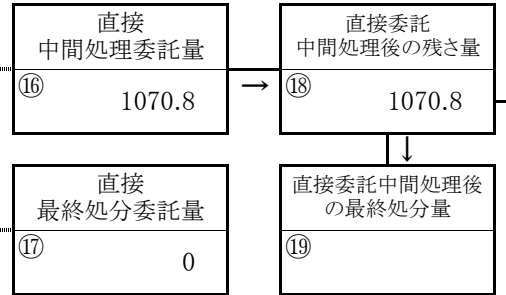 直接
中間処理委託量
⑯
1070.8
→
直接委託
中間処理後の残さ量
⑱
1070.8
↓
直接
最終処分委託量
⑰
0
直接委託中間処理後
の最終処分量
⑲